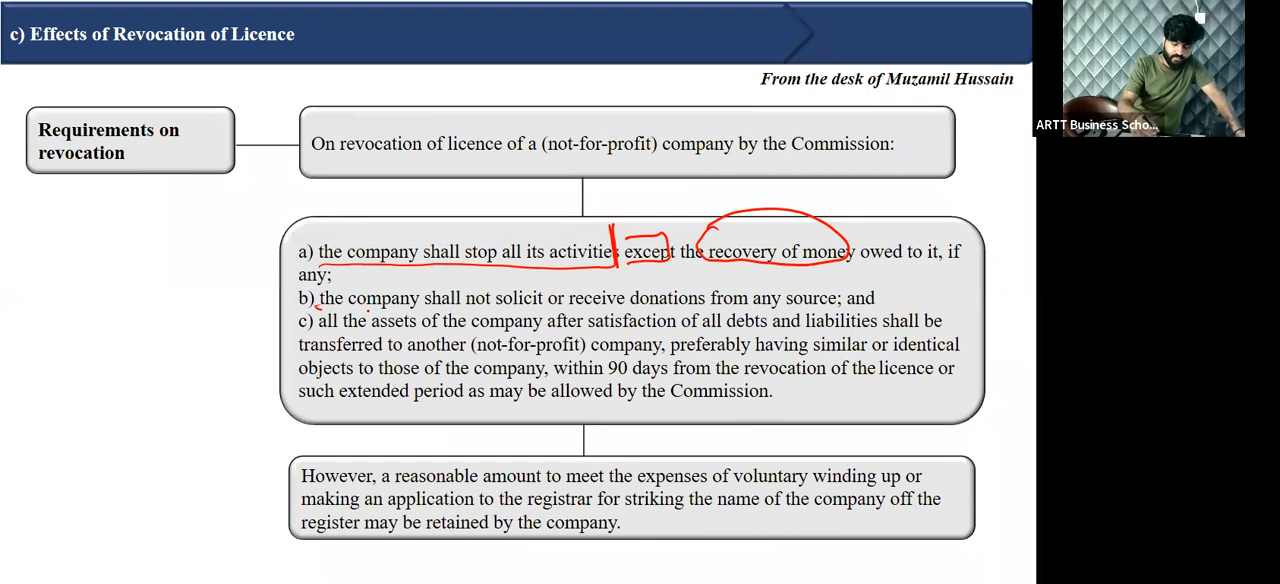 c) Effects of Revocation of Licence
From the desk of Muzamil Hussain
ARTT Business Scho...
Requirements on
revocation
On revocation of licence of a (not-for-profit) company by the Commission:
a) the company shall stop all its activities except the recovery of money owed to it, if
any;
b) the company shall not solicit or receive donations from any source; and
c) all the assets of the company after satisfaction of all debts and liabilities shall be
transferred to another (not-for-profit) company, preferably having similar or identical
objects to those of the company, within 90 days from the revocation of the licence or
such extended period as may be allowed by the Commission.
However, a reasonable amount to meet the expenses of voluntary winding up or
making an application to the registrar for striking the name of the company off the
register may be retained by the company.